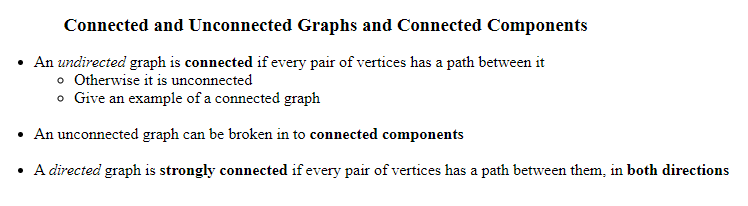 Connected and Unconnected Graphs and Connected Components
An undirected graph is connected if every pair of vertices has a path between it
Otherwise it is unconnected
Give an example of a connected graph
An unconnected graph can be broken in to connected components
A directed graph is strongly connected if every pair of vertices has a path between them, in both directions